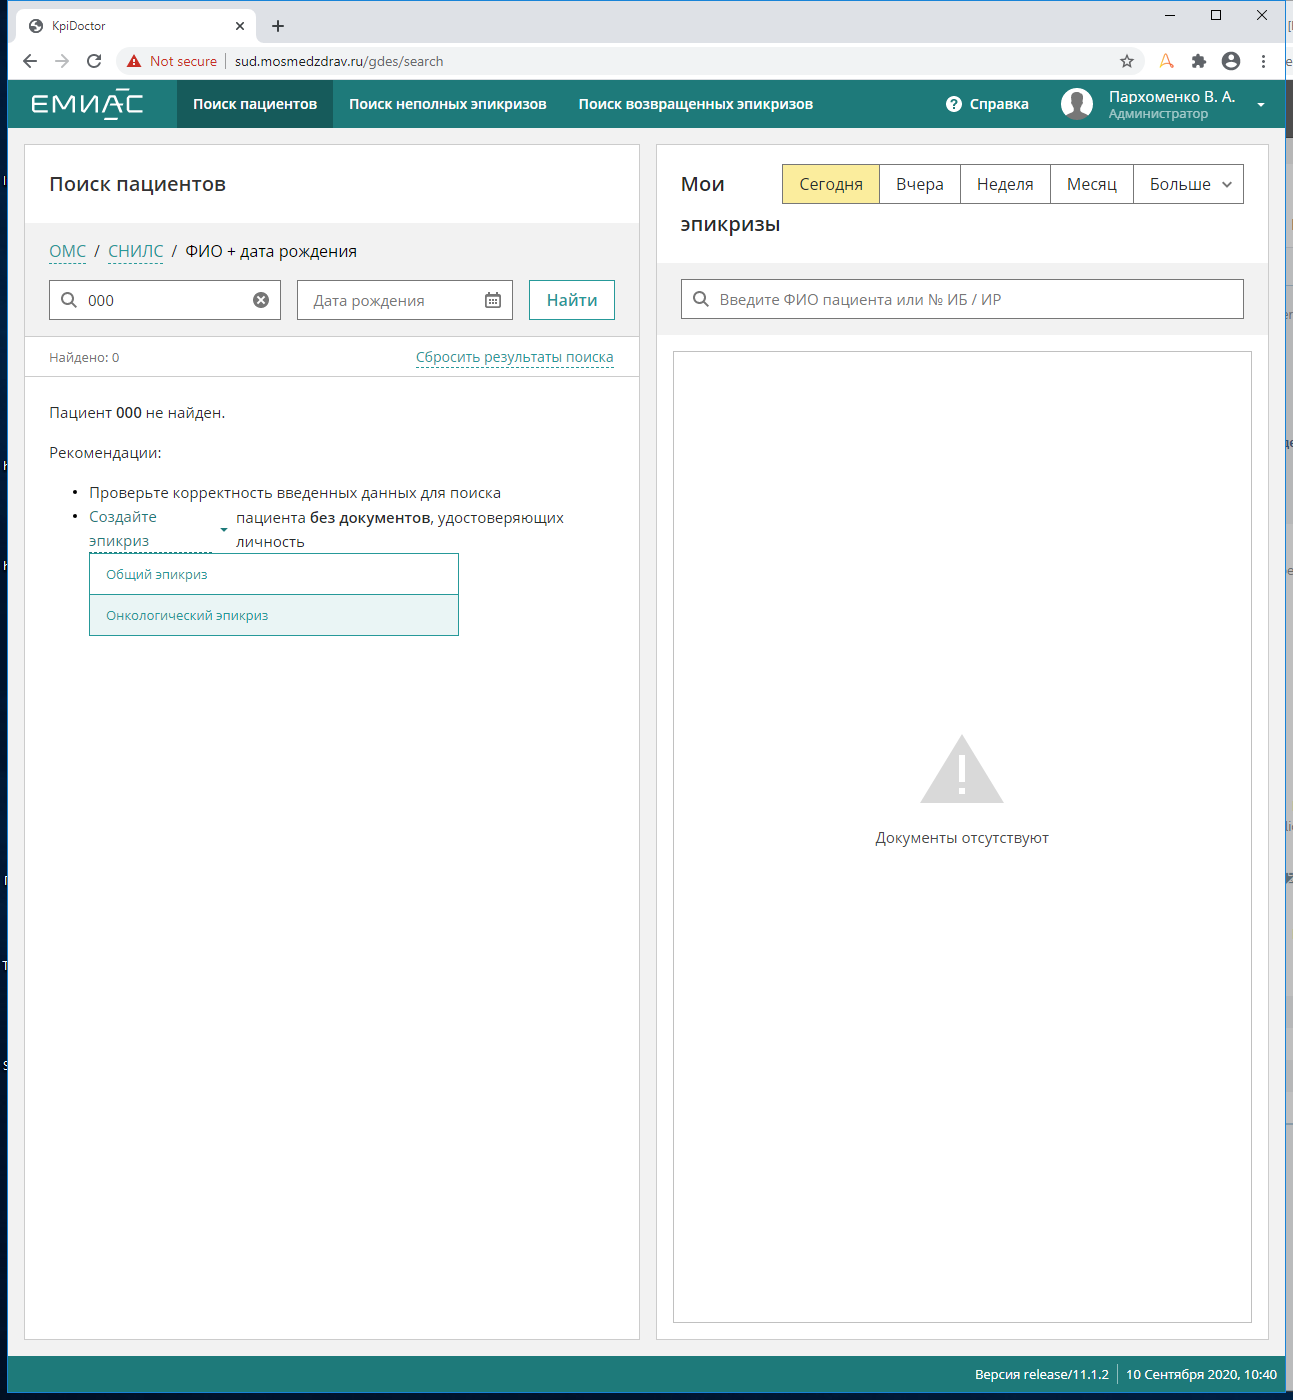 KpiDoctor
Not secure
sud.mosmedzdrav.ru/gdes/search
ЕМИАС
Поиск пациентов
Поиск неполных эпикризов
Поиск возвращенных эпикризов
Справка
Пархоменко В. А.
Администратор
Поиск пациентов
ОМС / СНИЛС / ФИО + дата рождения
000
Дата рождения
Найти
Найдено: 0
Сбросить результаты поиска
Пациент 000 не найден.
Рекомендации:
• Проверьте корректность введенных данных для поиска
• Создайте эпикриз
пациента без документов, удостоверяющих
личность
Общий эпикриз
Онкологический эпикриз
Мои
эпикризы
Сегодня
Вчера
Неделя
Месяц
Больше
Введите ФИО пациента или № ИБ / ИР
Документы отсутствуют
Версия release/11.1.2
10 Сентября 2020, 10:40